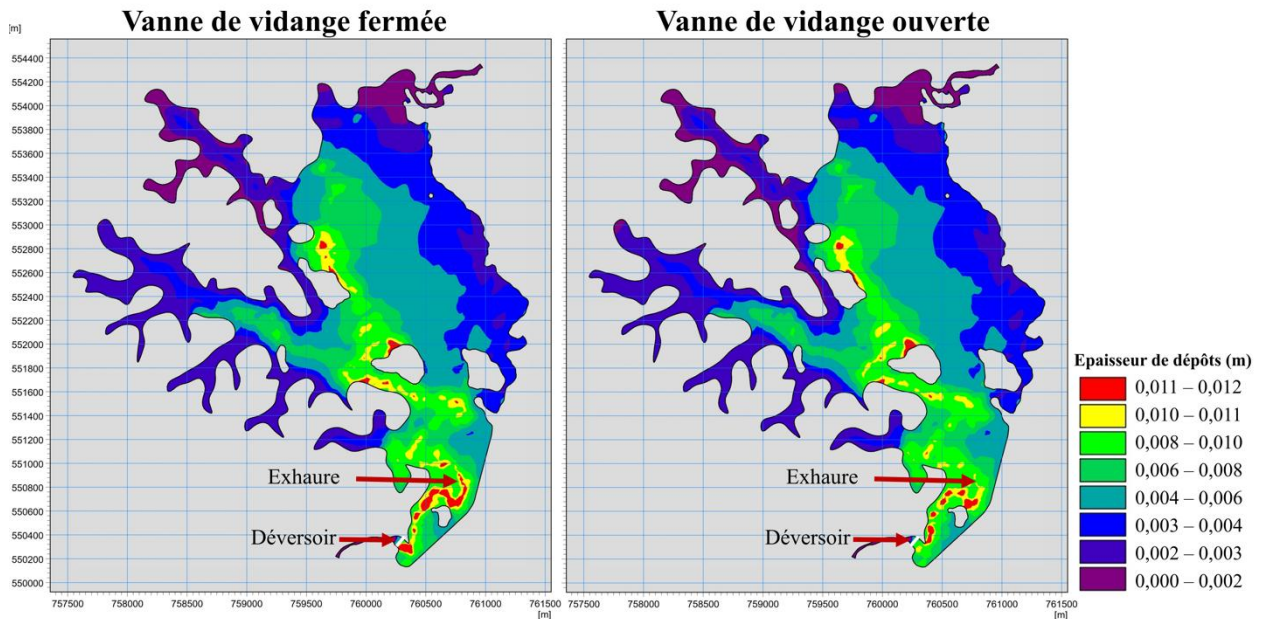 Vanne de vidange fermée
Vanne de vidange ouverte
[m]
554400
554200
554000
553800
553600
553400
553200
553000
552800
552600
552400
552200
552000
551800
551600
551400
551200
551000
550800
550600
550400
550200
550000
Exhaure
Déversoir
Exhaure
Déversoir
757500 758000 758500 759000 759500 760000 760500 761000 761500
[m]
757500 758000 758500 759000 759500 760000 760500 761000 761500
[m]
Epaisseur de dépôts (m)
0,011 – 0,012
0,010 – 0,011
0,008 – 0,010
0,006 – 0,008
0,004 – 0,006
0,003 – 0,004
0,002 – 0,003
0,000 – 0,002